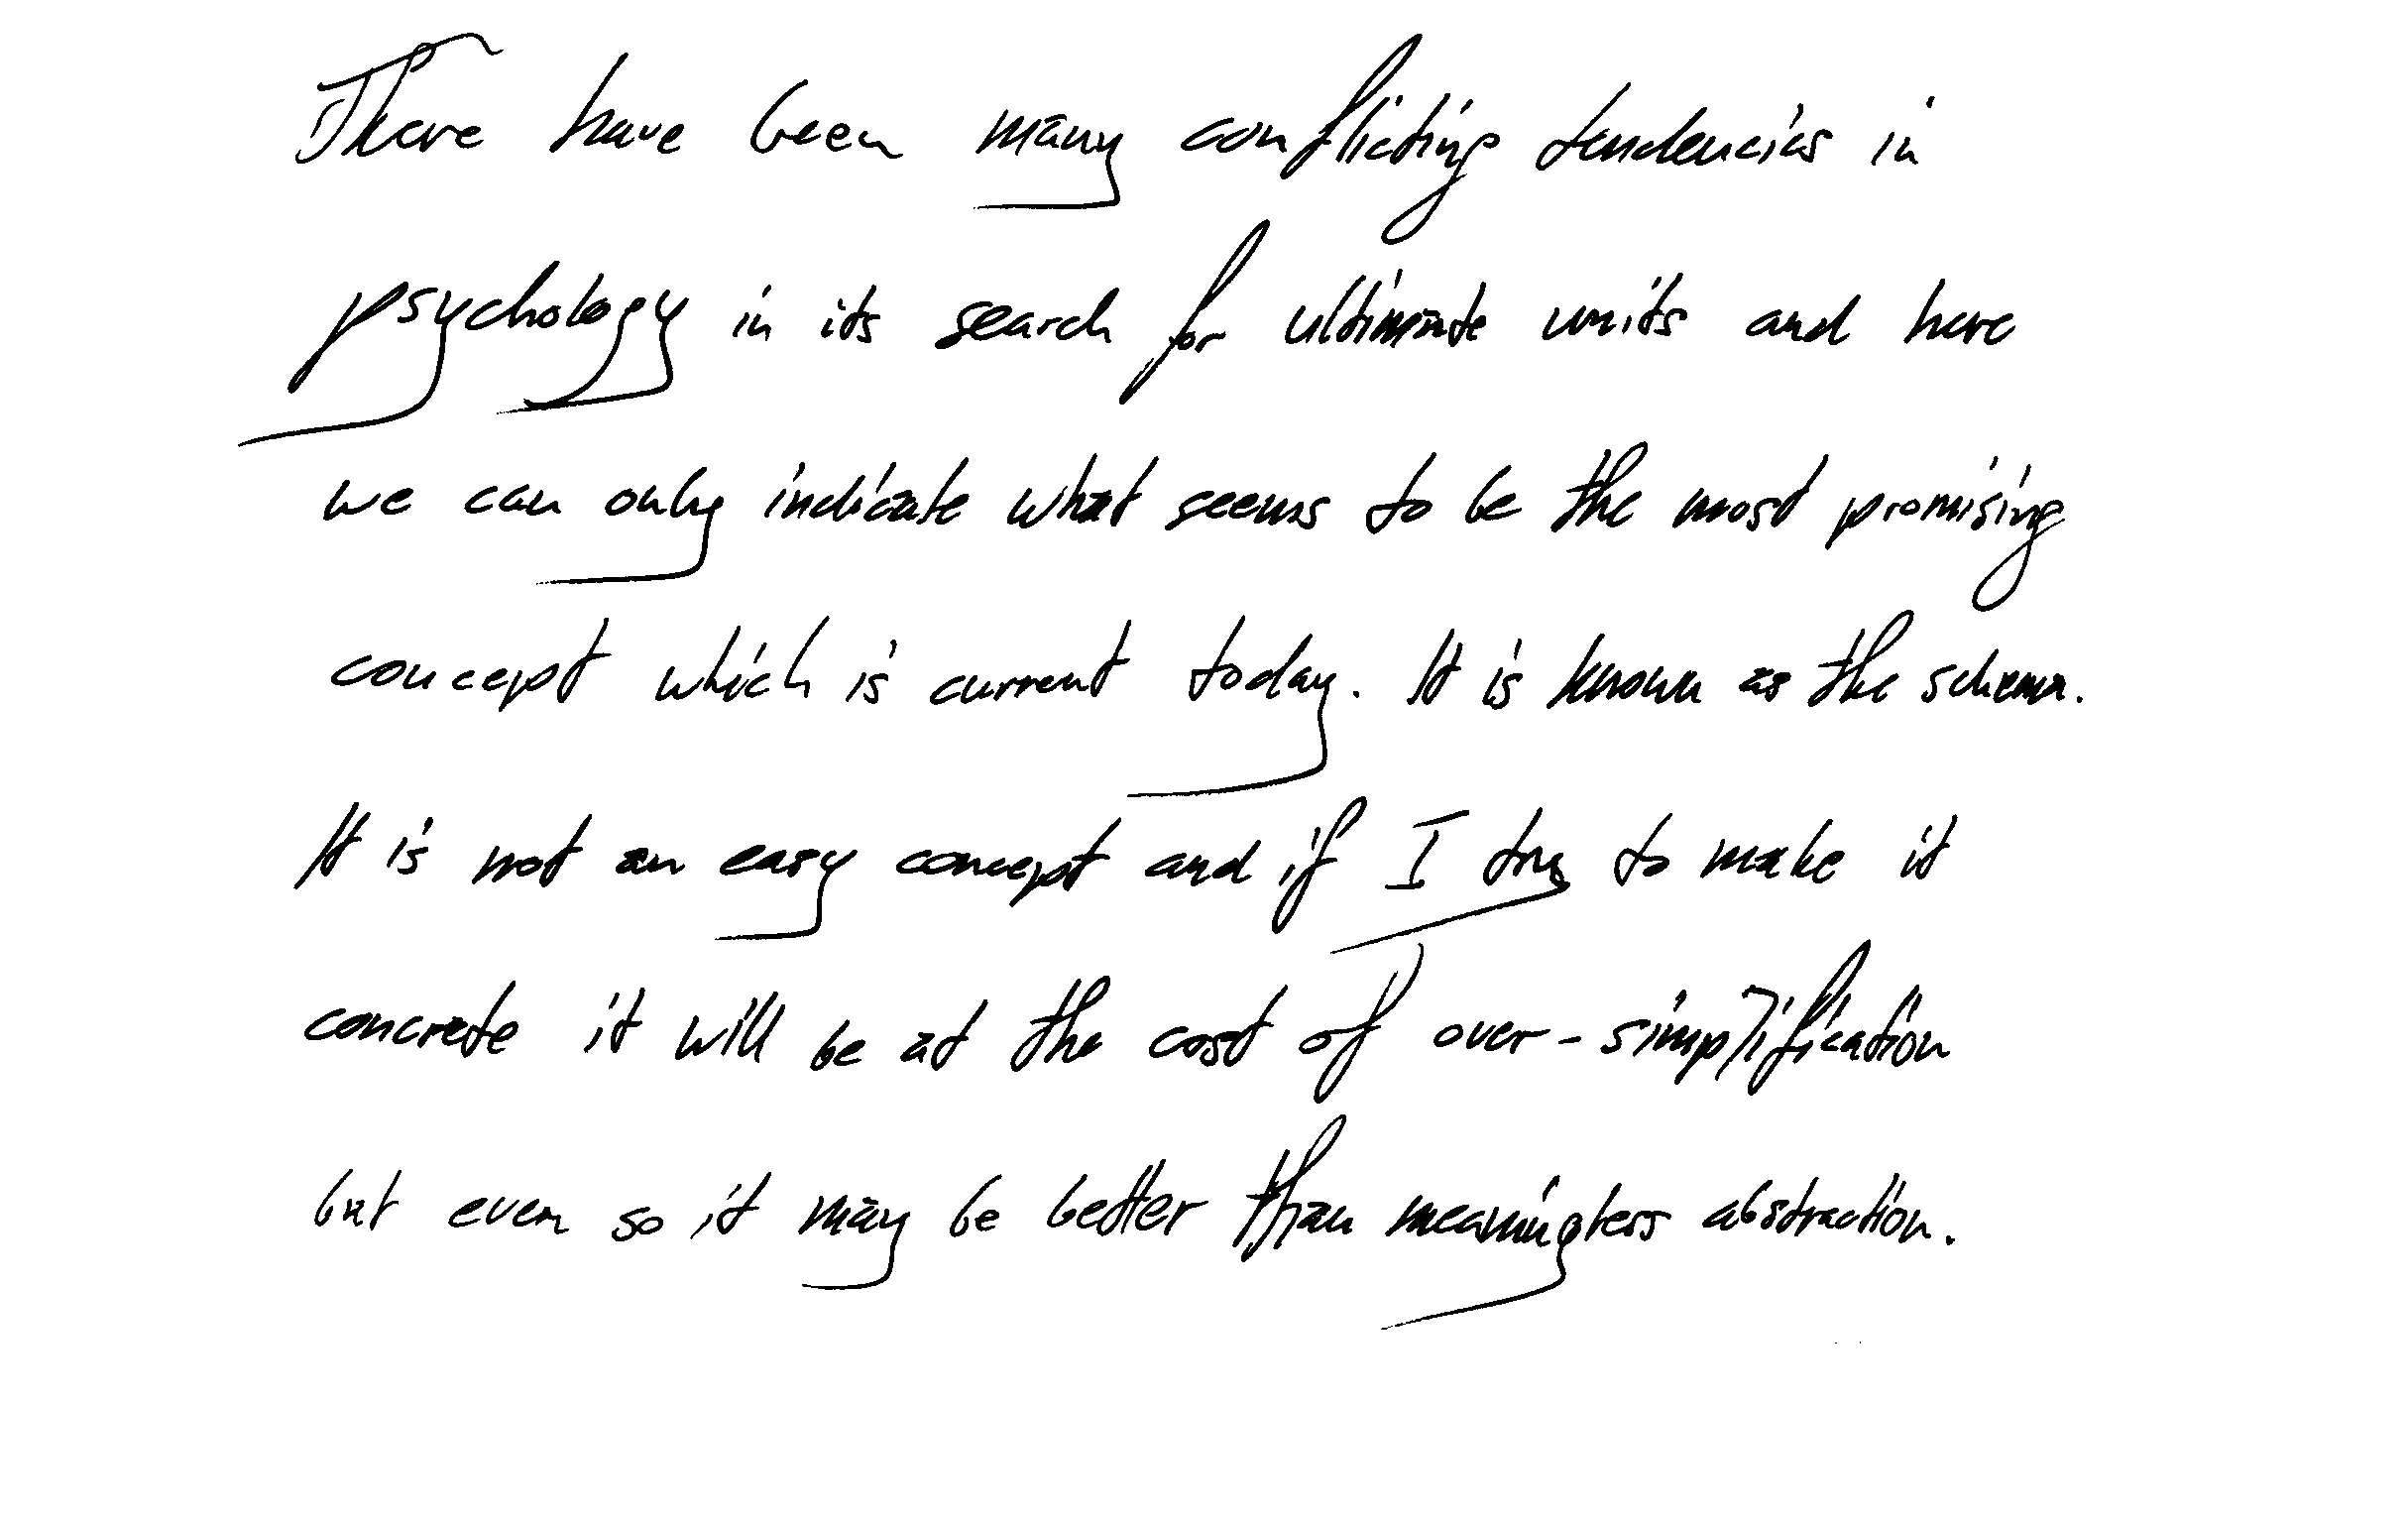 There have been many conflicting tendencies in
psychology in its search for ultimate units and here
we can only indicate what seems to be the most promising
concept which is current today. It is known as the schema.
It is not an easy concept and if I try to make it
concrete it will be at the cost of over-simplification
but even so it may be better than meaningless abstraction.